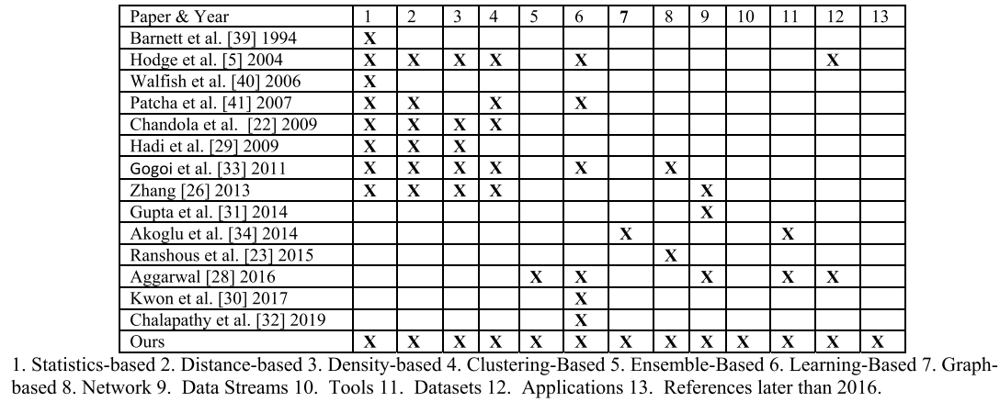 Paper & Year 1 2 3 4 5 6 7 8 9 10 11 12 13
Barnett et al. [39] 1994 X
Hodge et al. [5] 2004 X X X X X X
Walfish et al. [40] 2006 X
Patcha et al. [41] 2007 X X X X
Chandola et al. [22] 2009 X X X X
Hadi et al. [29] 2009 X X X
Gogoi et al. [33] 2011 X X X X X X
Zhang [26] 2013 X X X X X
Gupta et al. [31] 2014 X
Akoglu et al. [34] 2014 X X
Ranshous et al. [23] 2015 X
Aggarwal [28] 2016 X X X X X
Kwon et al. [30] 2017 X
Chalapathy et al. [32] 2019 X
Ours X X X X X X X X X X X X X
1. Statistics-based 2. Distance-based 3. Density-based 4. Clustering-Based 5. Ensemble-Based 6. Learning-Based 7. Graph-
based 8. Network 9. Data Streams 10. Tools 11. Datasets 12. Applications 13. References later than 2016.